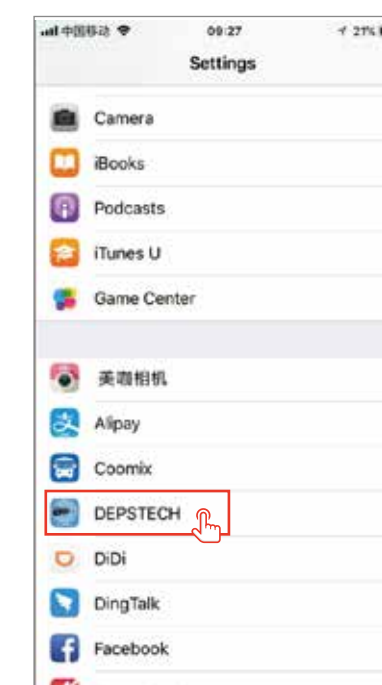 中国移动 09:27 21%
Settings
Camera
iBooks
Podcasts
iTunes U
Game Center
美咖相机
Alipay
Coomix
DEPSTECH
DiDi
DingTalk
Facebook